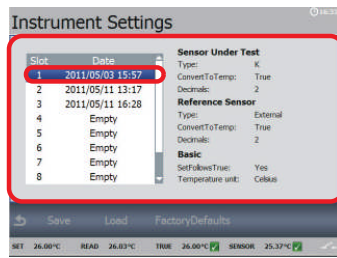 16:33
Instrument Settings
Slot Date
1 2011/05/03 15:57
2 2011/05/11 13:17
3 2011/05/11 16:28
4 Empty
5 Empty
6 Empty
7 Empty
8 Empty
Sensor Under Test
Type: K
ConvertToTemp: True
Decimals: 2
Reference Sensor
Type: External
ConvertToTemp: True
Decimals: 2
Basic
SetFollowsTrue: Yes
Temperature unit: Celsius
Save Load FactoryDefaults
SET 26.00°C READ 26.03°C TRUE 26.00°C SENSOR 25.37°C